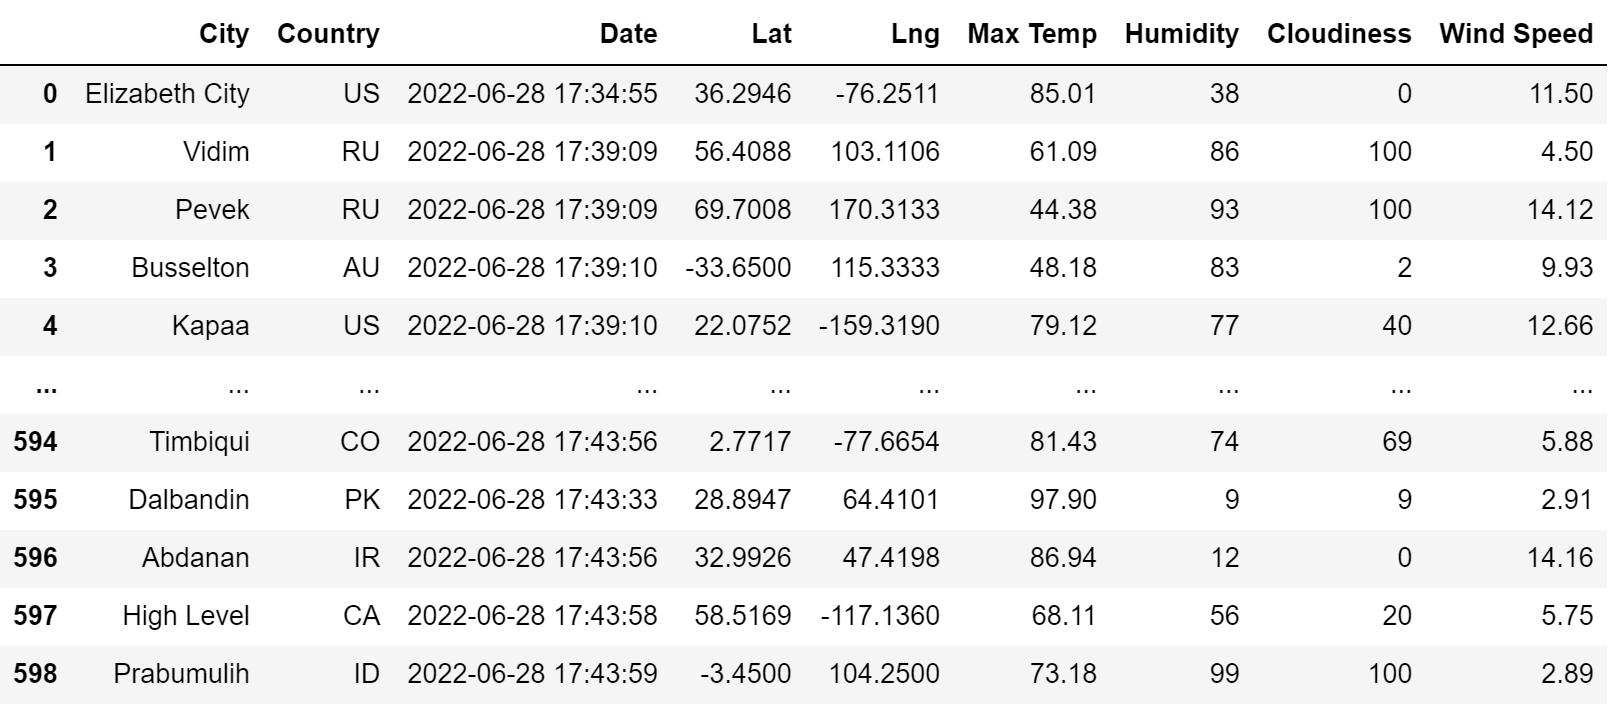 City Country Date Lat Lng Max Temp Humidity Cloudiness Wind Speed
0 Elizabeth City US 2022-06-28 17:34:55 36.2946 -76.2511 85.01 38 0 11.50
1 Vidim RU 2022-06-28 17:39:09 56.4088 103.1106 61.09 86 100 4.50
2 Pevek RU 2022-06-28 17:39:09 69.7008 170.3133 44.38 93 100 14.12
3 Busselton AU 2022-06-28 17:39:10 -33.6500 115.3333 48.18 83 2 9.93
4 Kapaa US 2022-06-28 17:39:10 22.0752 -159.3190 79.12 77 40 12.66
... ... ... ... ... ... ... ... ... ...
594 Timbiqui CO 2022-06-28 17:43:56 2.7717 -77.6654 81.43 74 69 5.88
595 Dalbandin PK 2022-06-28 17:43:33 28.8947 64.4101 97.90 9 9 2.91
596 Abdanan IR 2022-06-28 17:43:56 32.9926 47.4198 86.94 12 0 14.16
597 High Level CA 2022-06-28 17:43:58 58.5169 -117.1360 68.11 56 20 5.75
598 Prabumulih ID 2022-06-28 17:43:59 -3.4500 104.2500 73.18 99 100 2.89